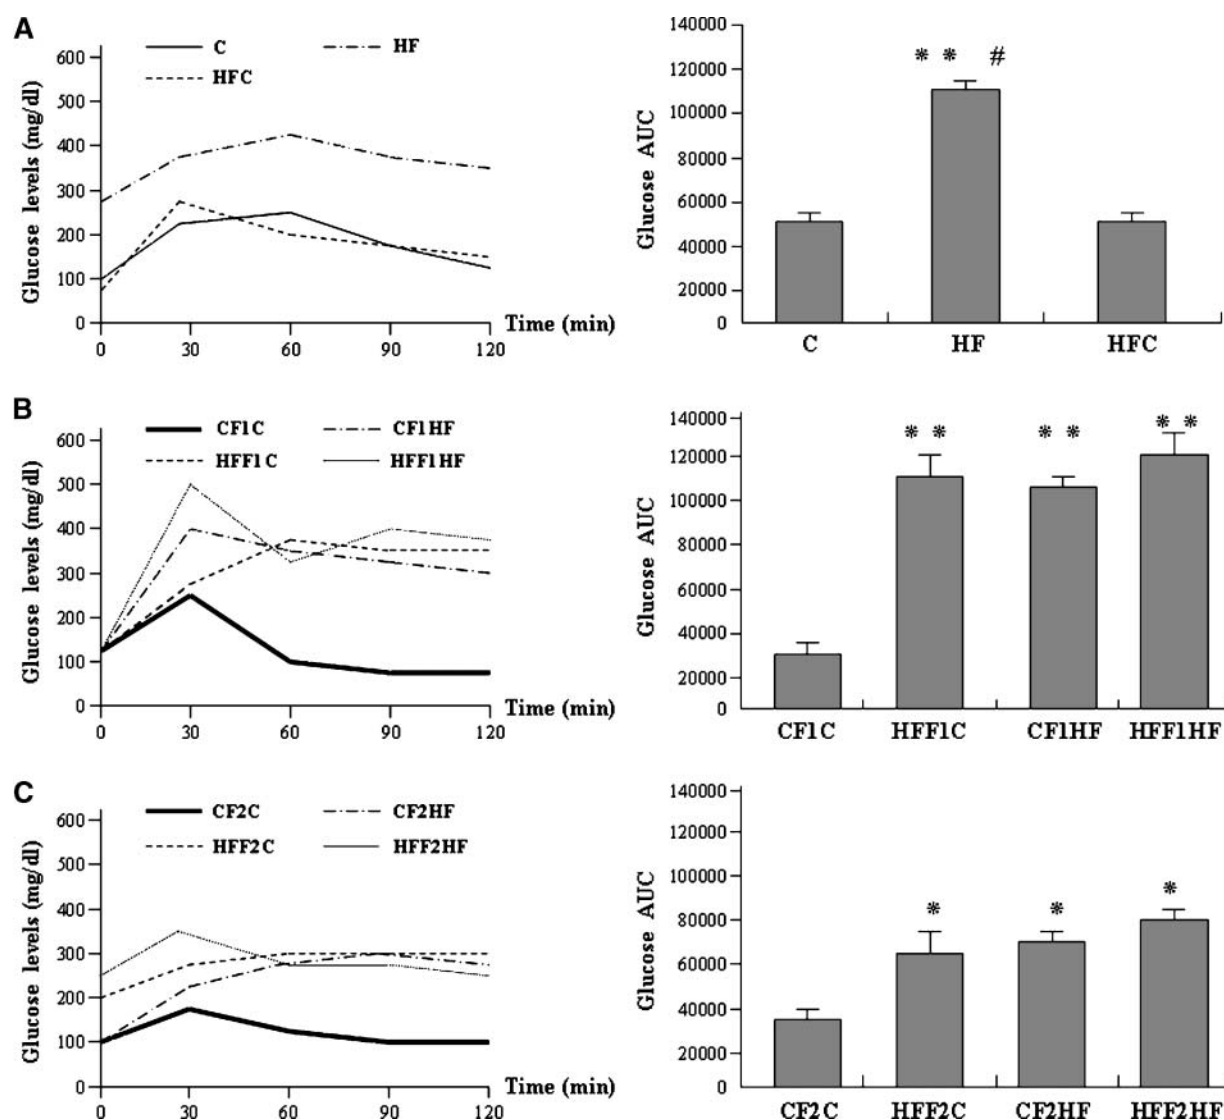 A
C
HF
HFC
Glucose levels (mg/dl)
600
500
400
300
200
100
0
0 30 60 90 120
Time (min)
Glucose AUC
140000
120000
100000
80000
60000
40000
20000
0
* * #
C HF HFC
B
CF1C
CF1HF
HFF1C
HFF1HF
Glucose levels (mg/dl)
600
500
400
300
200
100
0
0 30 60 90 120
Time (min)
Glucose AUC
140000
120000
100000
80000
60000
40000
20000
0
* * * * * *
CF1C HFF1C CF1HF HFF1HF
C
CF2C
CF2HF
HFF2C
HFF2HF
Glucose levels (mg/dl)
600
500
400
300
200
100
0
0 30 60 90 120
Time (min)
Glucose AUC
140000
120000
100000
80000
60000
40000
20000
0
* * *
CF2C HFF2C CF2HF HFF2HF